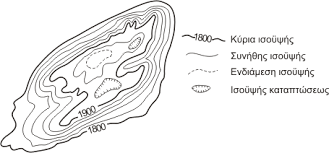 1800 Κύρια ισοϋψής
Συνήθης ισοϋψής
Ενδιάμεση ισοϋψής
Ισοϋψής καταπτώσεως
1900
1800